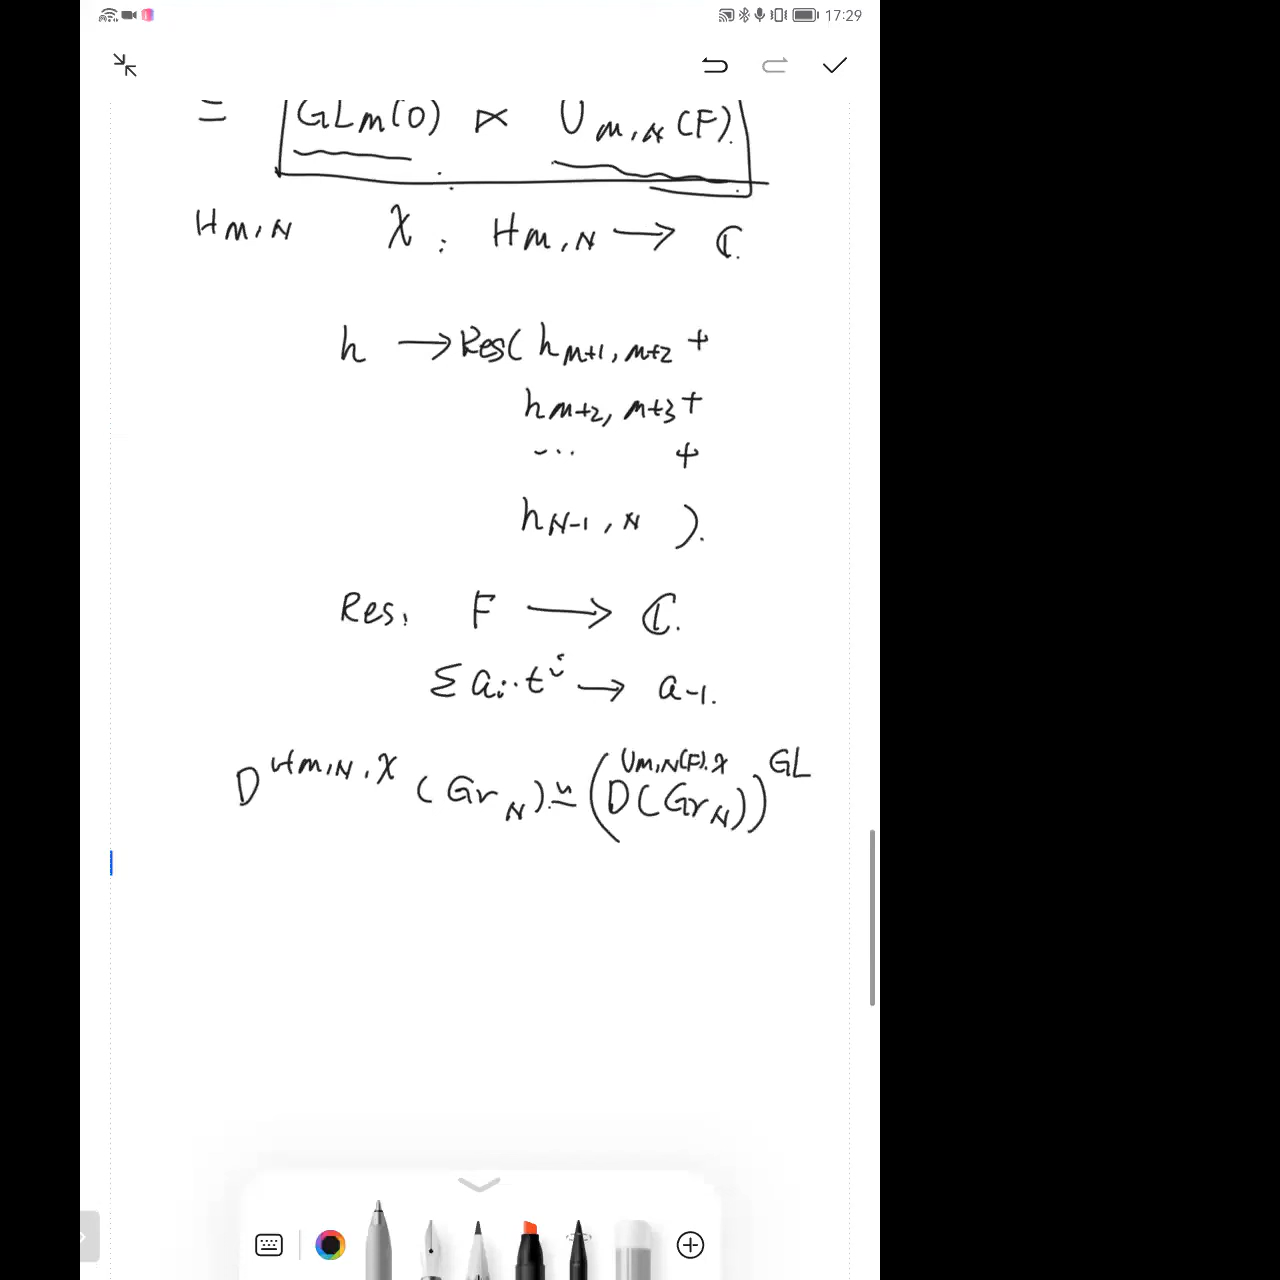 17:29
= GLM(O) ⋉ UM,N(F).
HM,N χ : HM,N → ℂ.
h → Res( hM+1, M+2 +
hM+2, M+3 +
... +
hN-1, N ).
Res: F → ℂ.
Σ ai·t^i → a-1.
D^{HM,N, χ} (GrN) ≃ (D^{UM,N(F), χ}(GrN))^{GL